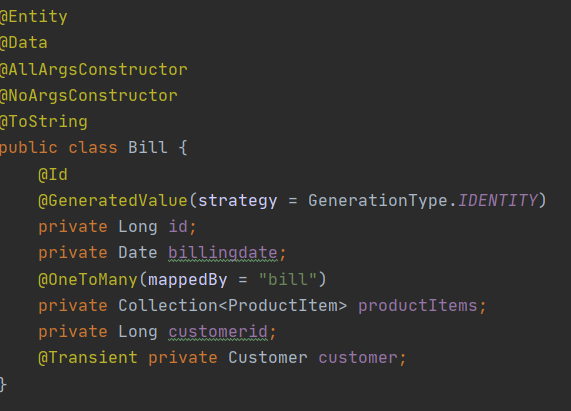 @Entity
@Data
@AllArgsConstructor
@NoArgsConstructor
@ToString
public class Bill {
@Id
@GeneratedValue(strategy = GenerationType.IDENTITY)
private Long id;
private Date billingdate;
@OneToMany(mappedBy = "bill")
private Collection<ProductItem> productItems;
private Long customerid;
@Transient private Customer customer;
}